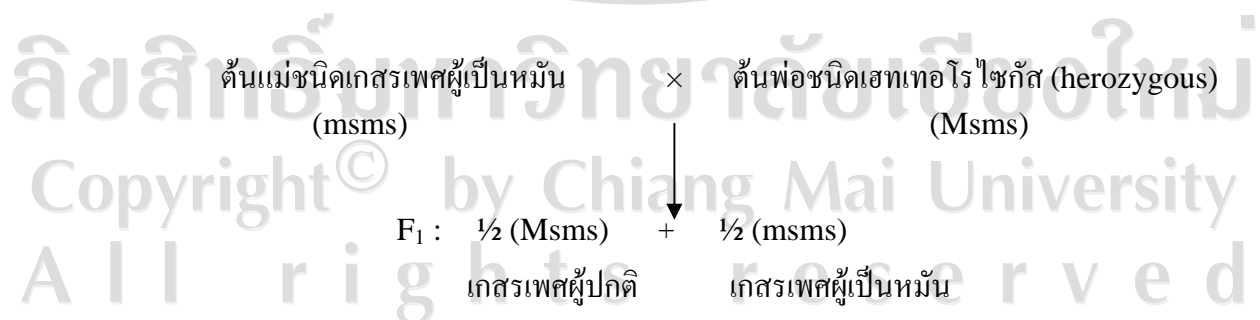 ลิขสิทธิ์มหาวิทยาลัยเชียงใหม่
ต้นแม่ชนิดเกสรเพศผู้เป็นหมัน × ต้นพ่อชนิดเฮทเทอโรไซกัส (herozygous)
(msms) (Msms)
Copyright© by Chiang Mai University
F1 : ½ (Msms) + ½ (msms)
All rights reserved
เกสรเพศผู้ปกติ เกสรเพศผู้เป็นหมัน